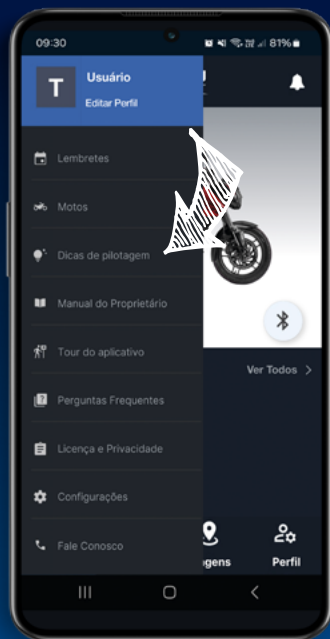 09:30
81%
T
Usuário
Editar Perfil
Lembretes
Motos
Dicas de pilotagem
Manual do Proprietário
Tour do aplicativo
Ver Todos >
Perguntas Frequentes
Licença e Privacidade
Configurações
Fale Conosco
gens
Perfil